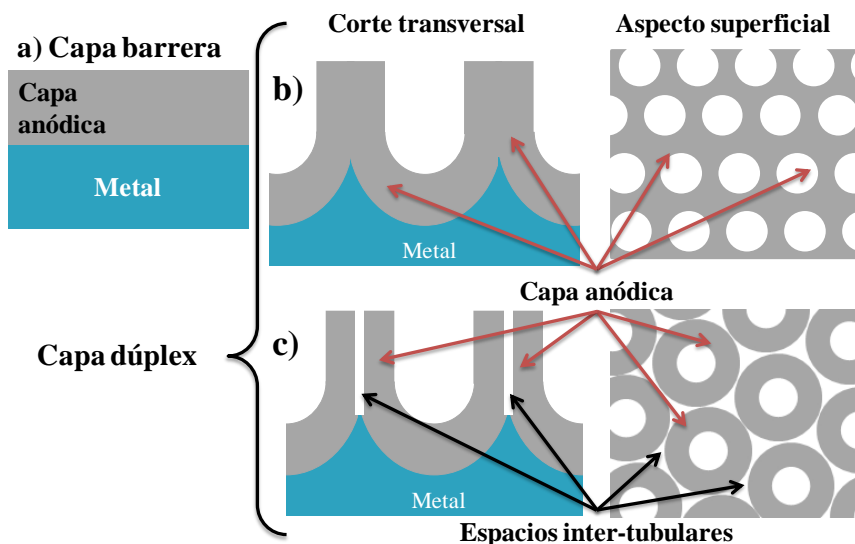 Corte transversal
Aspecto superficial
a) Capa barrera
Capa
anódica
Metal
b)
Metal
Capa anódica
Capa dúplex
c)
Metal
Espacios inter-tubulares